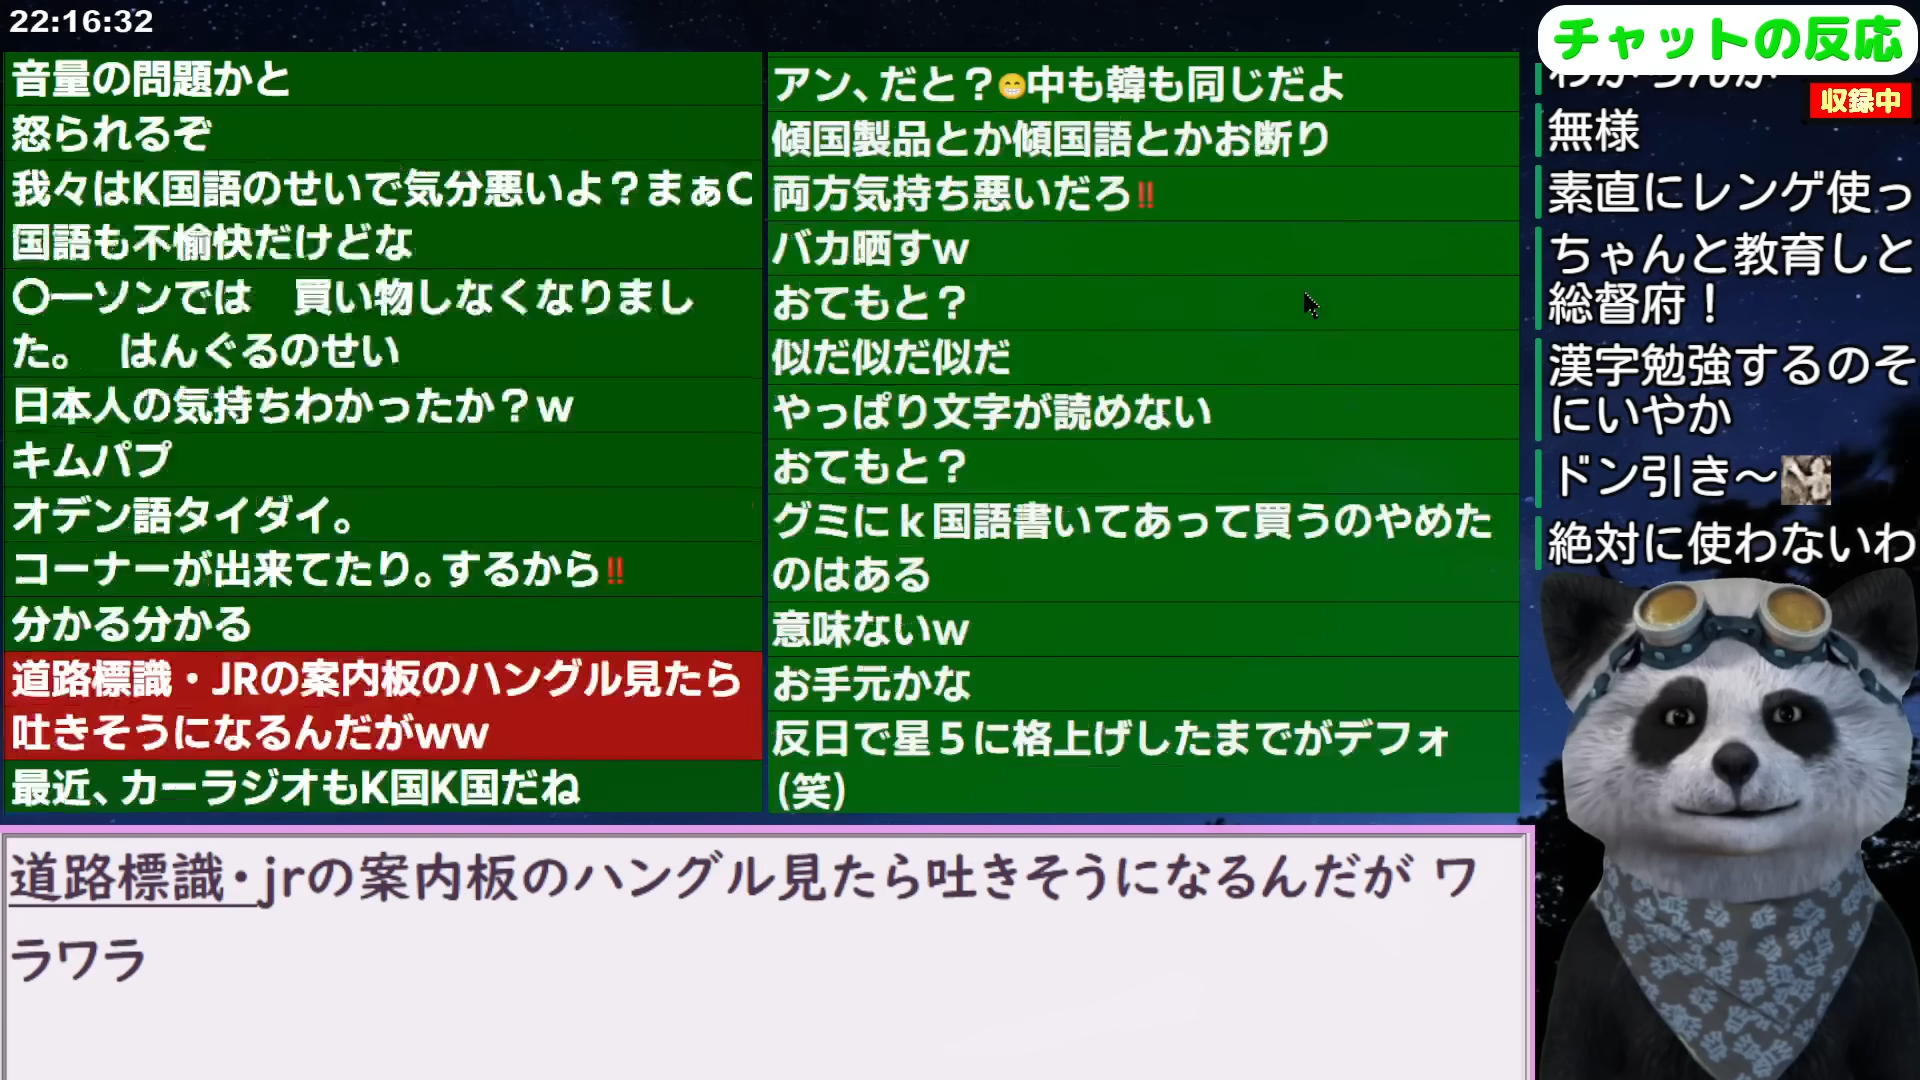 22:16:32
音量の問題かと
怒られるぞ
我々はK国語のせいで気分悪いよ？まぁC
国語も不愉快だけどな
〇ーソンでは　買い物しなくなりまし
た。　はんぐるのせい
日本人の気持ちわかったか？w
キムパプ
オデン語タイダイ。
コーナーが出来てたり。するから‼
分かる分かる
道路標識・JRの案内板のハングル見たら
吐きそうになるんだがww
最近、カーラジオもK国K国だね
アン、だと？😁中も韓も同じだよ
傾国製品とか傾国語とかお断り
両方気持ち悪いだろ‼
バカ晒すw
おてもと？
似だ似だ似だ
やっぱり文字が読めない
おてもと？
グミにｋ国語書いてあって買うのやめた
のはある
意味ないw
お手元かな
反日で星５に格上げしたまでがデフォ
(笑)
チャットの反応
収録中
無様
素直にレンゲ使っ
ちゃんと教育しと
総督府！
漢字勉強するのそ
にいやか
ドン引き～
絶対に使わないわ
道路標識・jrの案内板のハングル見たら吐きそうになるんだが ワ
ラワラ